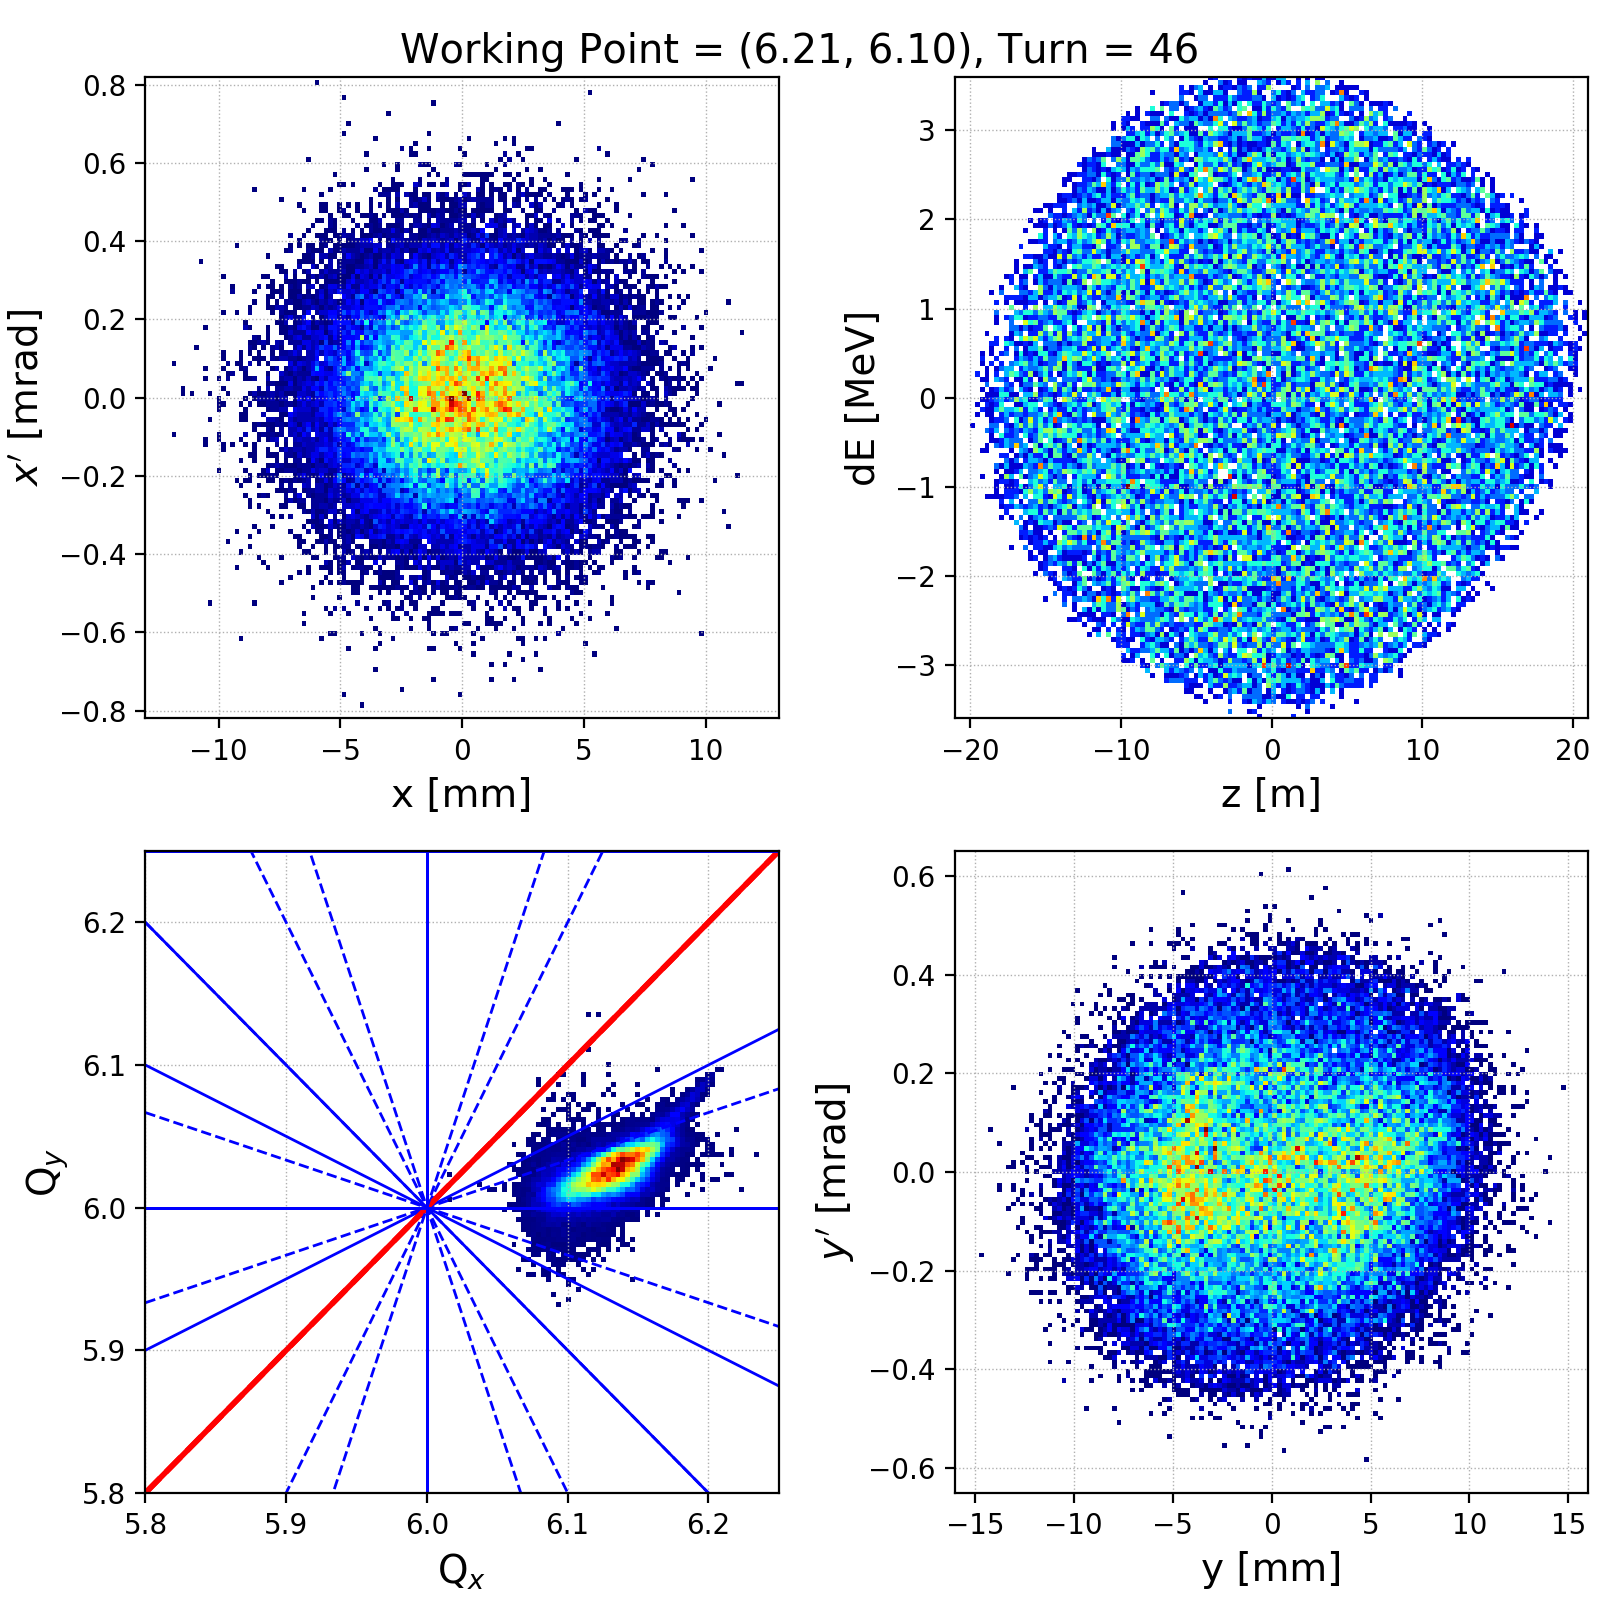 Working Point = (6.21, 6.10), Turn = 46
0.8
0.6
0.4
0.2
0.0
−0.2
−0.4
−0.6
−0.8
x′ [mrad]
−10 −5 0 5 10
x [mm]
3
2
1
0
−1
−2
−3
dE [MeV]
−20 −10 0 10 20
z [m]
6.2
6.1
6.0
5.9
5.8
Qy
5.8 5.9 6.0 6.1 6.2
Qx
0.6
0.4
0.2
0.0
−0.2
−0.4
−0.6
y′ [mrad]
−15 −10 −5 0 5 10 15
y [mm]